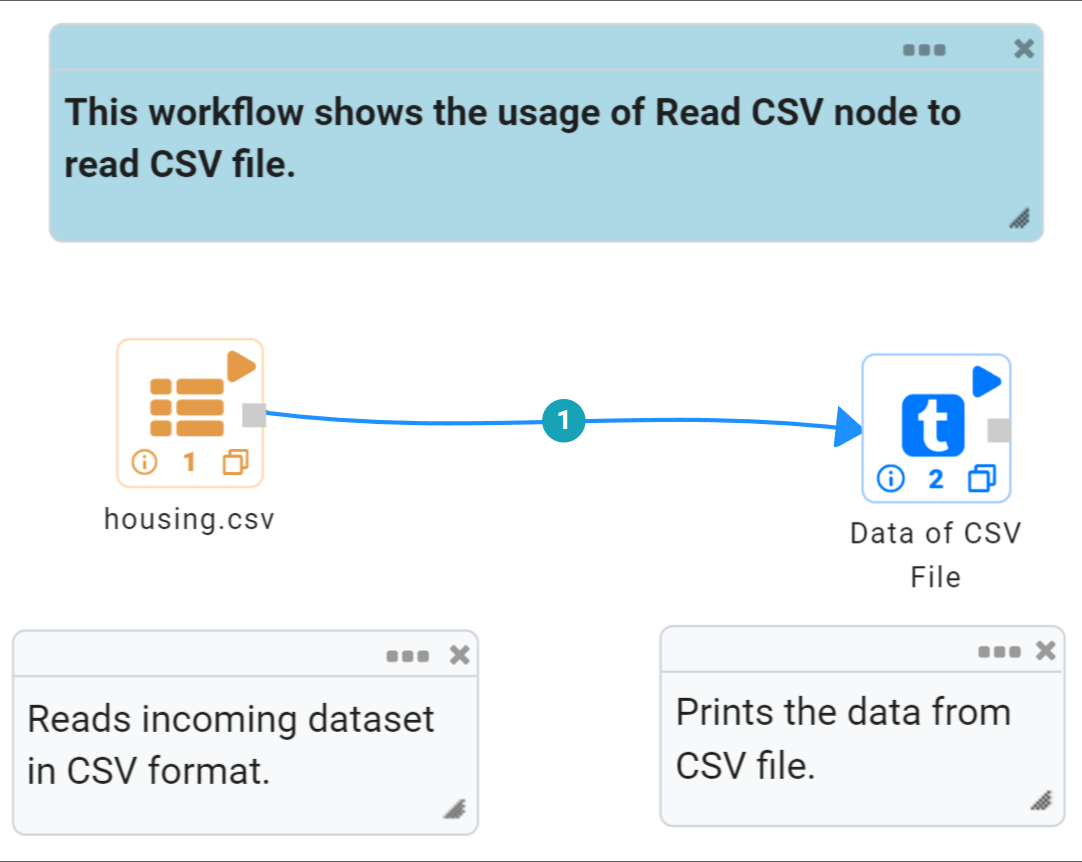 This workflow shows the usage of Read CSV node to
read CSV file.
1
t
1
2
housing.csv
Data of CSV
File
Reads incoming dataset
in CSV format.
Prints the data from
CSV file.